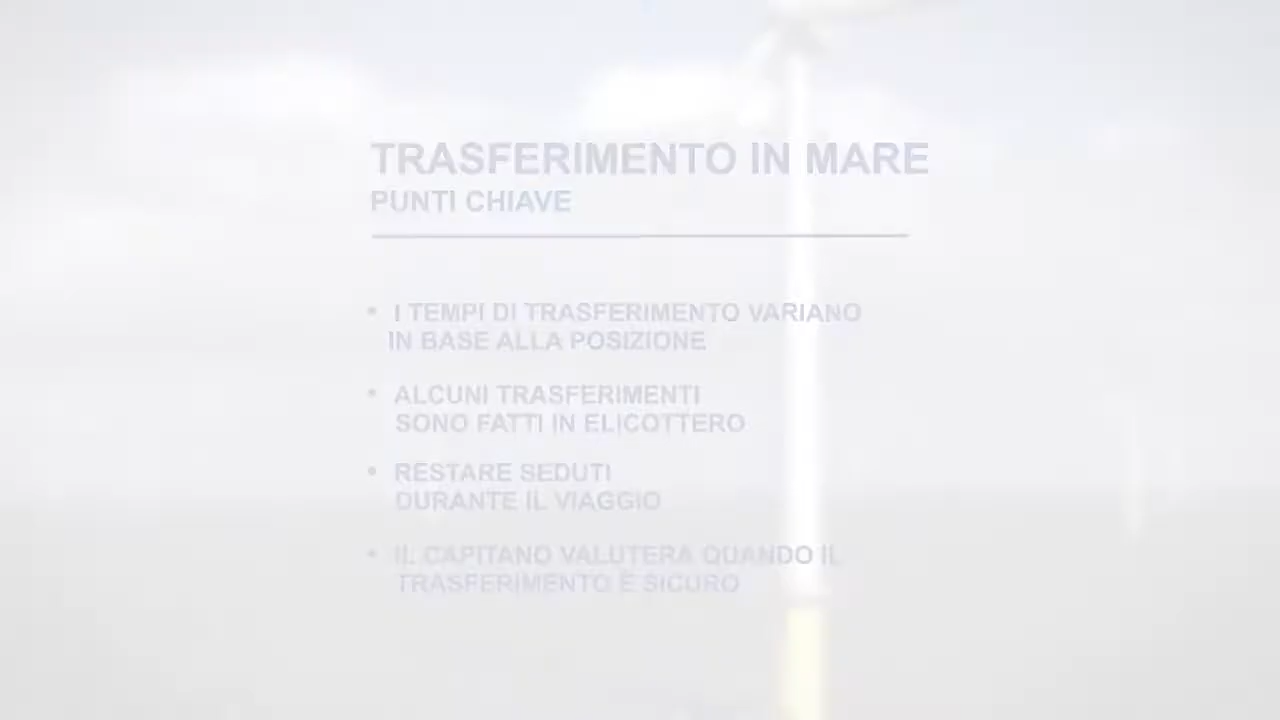 TRASFERIMENTO IN MARE
PUNTI CHIAVE
• I TEMPI DI TRASFERIMENTO VARIANO
IN BASE ALLA POSIZIONE
• ALCUNI TRASFERIMENTI
SONO FATTI IN ELICOTTERO
• RESTARE SEDUTI
DURANTE IL VIAGGIO
• IL CAPITANO VALUTERÀ QUANDO IL
TRASFERIMENTO È SICURO